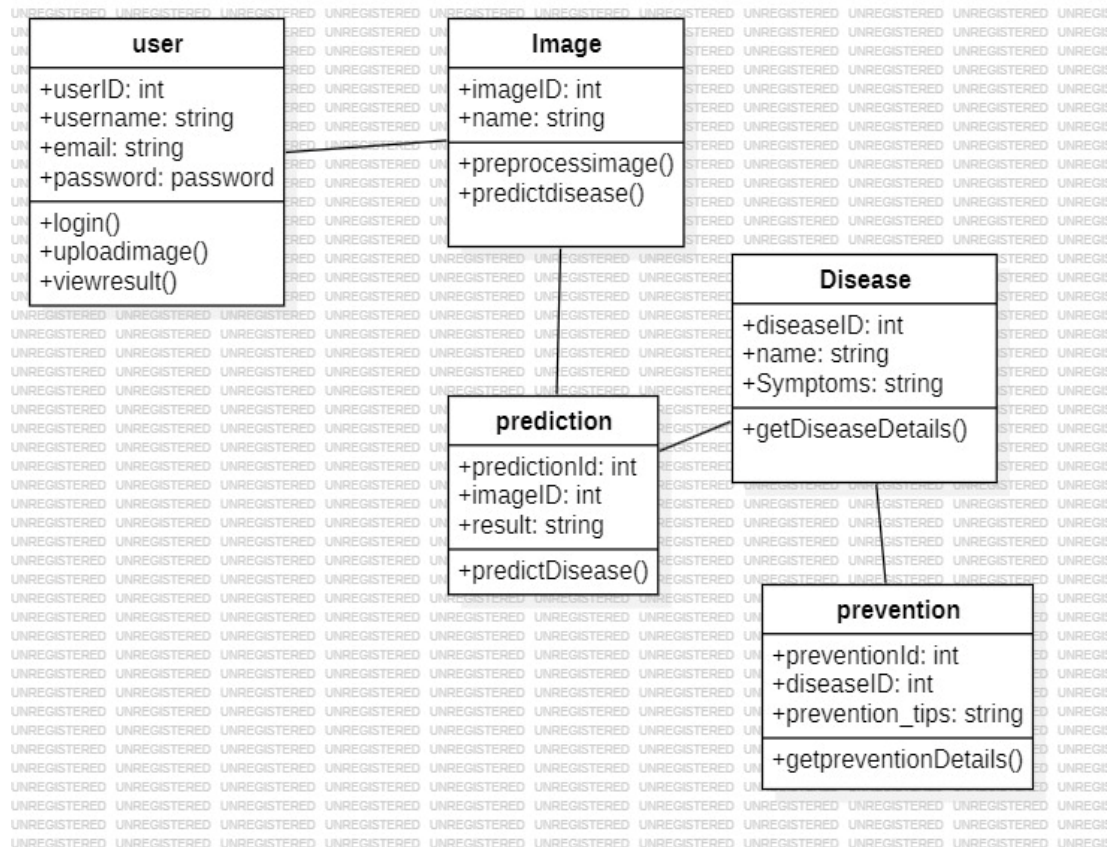 user
+userID: int
+username: string
+email: string
+password: password
+login()
+uploadimage()
+viewresult()
Image
+imageID: int
+name: string
+preprocessimage()
+predictdisease()
Disease
+diseaseID: int
+name: string
+Symptoms: string
+getDiseaseDetails()
prediction
+predictionId: int
+imageID: int
+result: string
+predictDisease()
prevention
+preventionId: int
+diseaseID: int
+prevention_tips: string
+getpreventionDetails()
UNREGISTERED